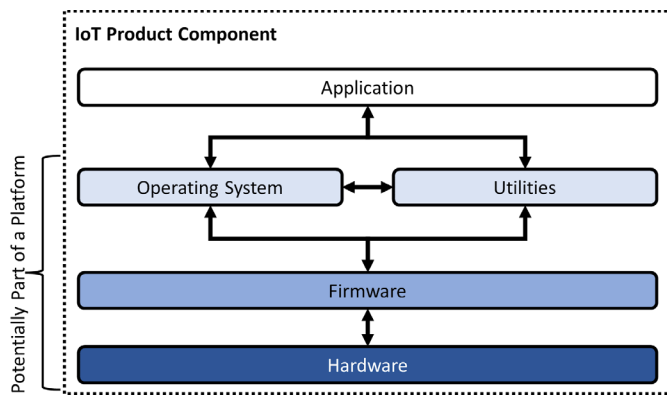 IoT Product Component
Application
Operating System
Utilities
Firmware
Hardware
Potentially Part of a Platform